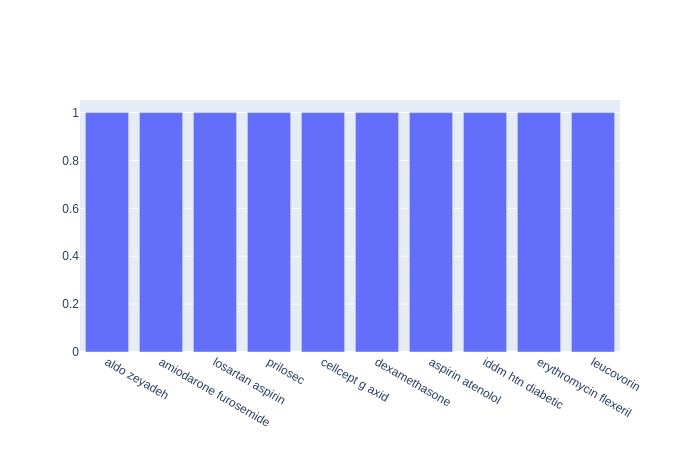 1
0.8
0.6
0.4
0.2
0
aldo zeyadeh
amiodarone furosemide
losartan aspirin
prilosec
cellcept g axid
dexamethasone
aspirin atenolol
iddm htn diabetic
erythromycin flexeril
leucovorin